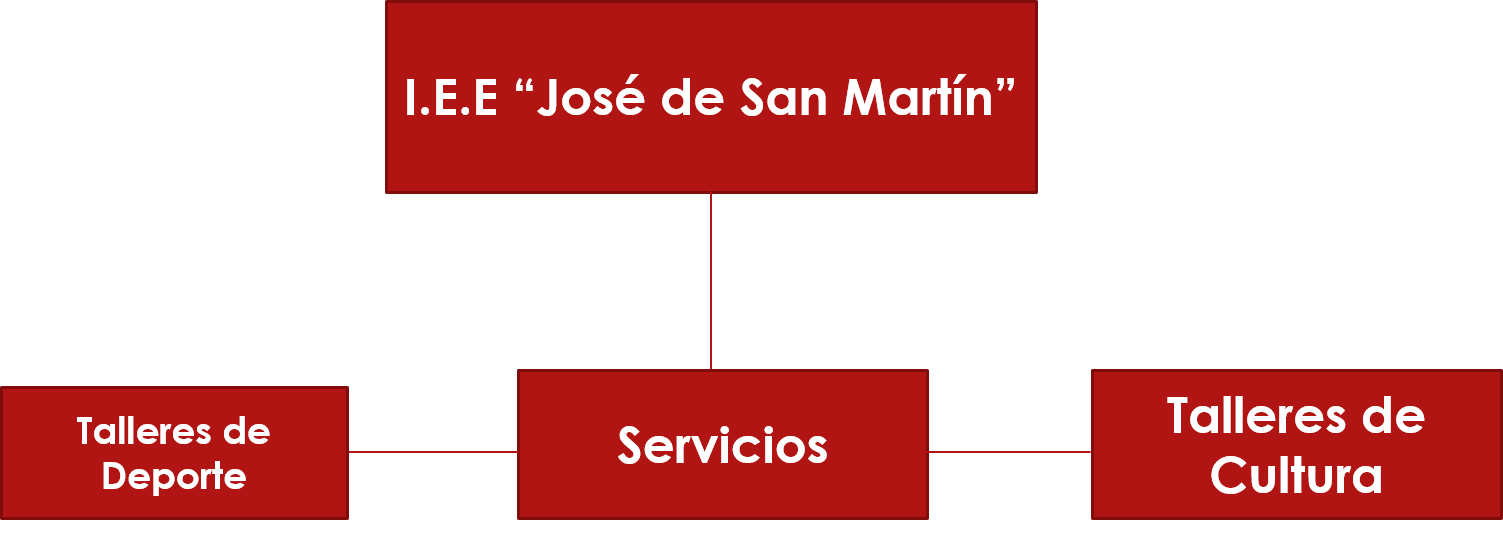 I.E.E “José de San Martín”
Talleres de
Deporte
Servicios
Talleres de
Cultura